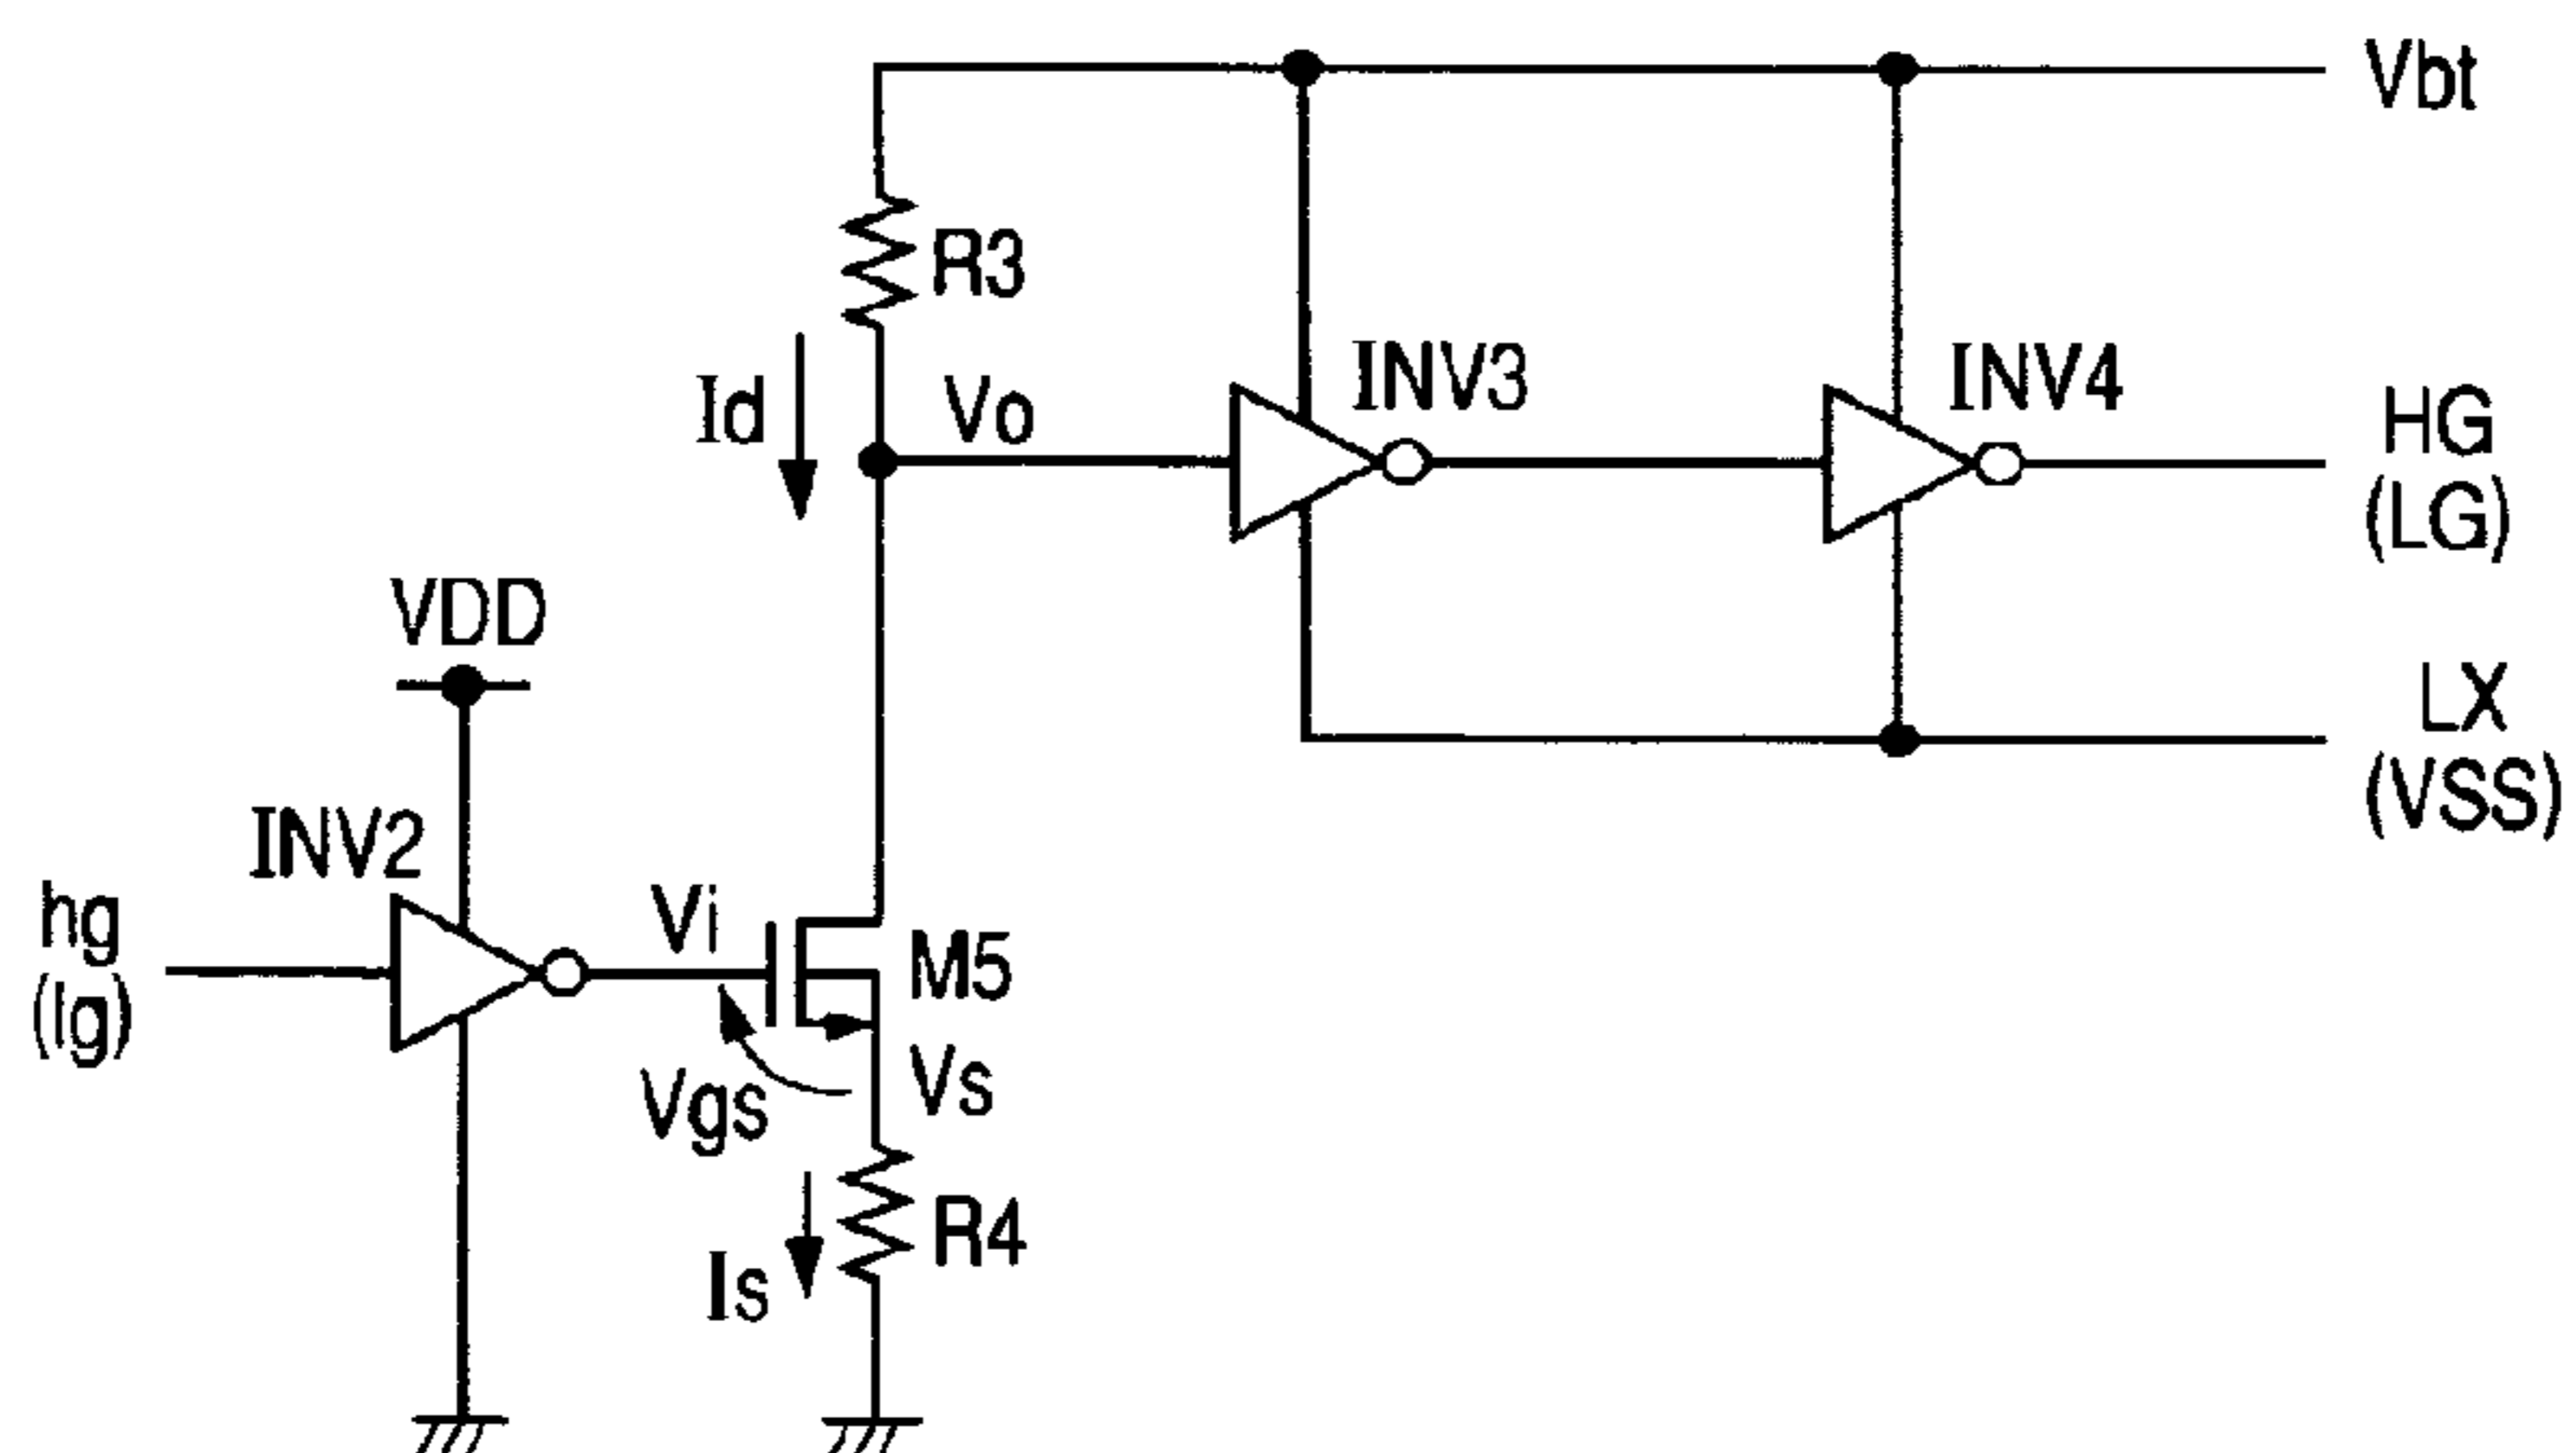 Vbt
R3
INV3
INV4
Id
Vo
HG
(LG)
VDD
LX
(VSS)
INV2
hg
(lg)
Vi
M5
Vgs
Vs
R4
Is